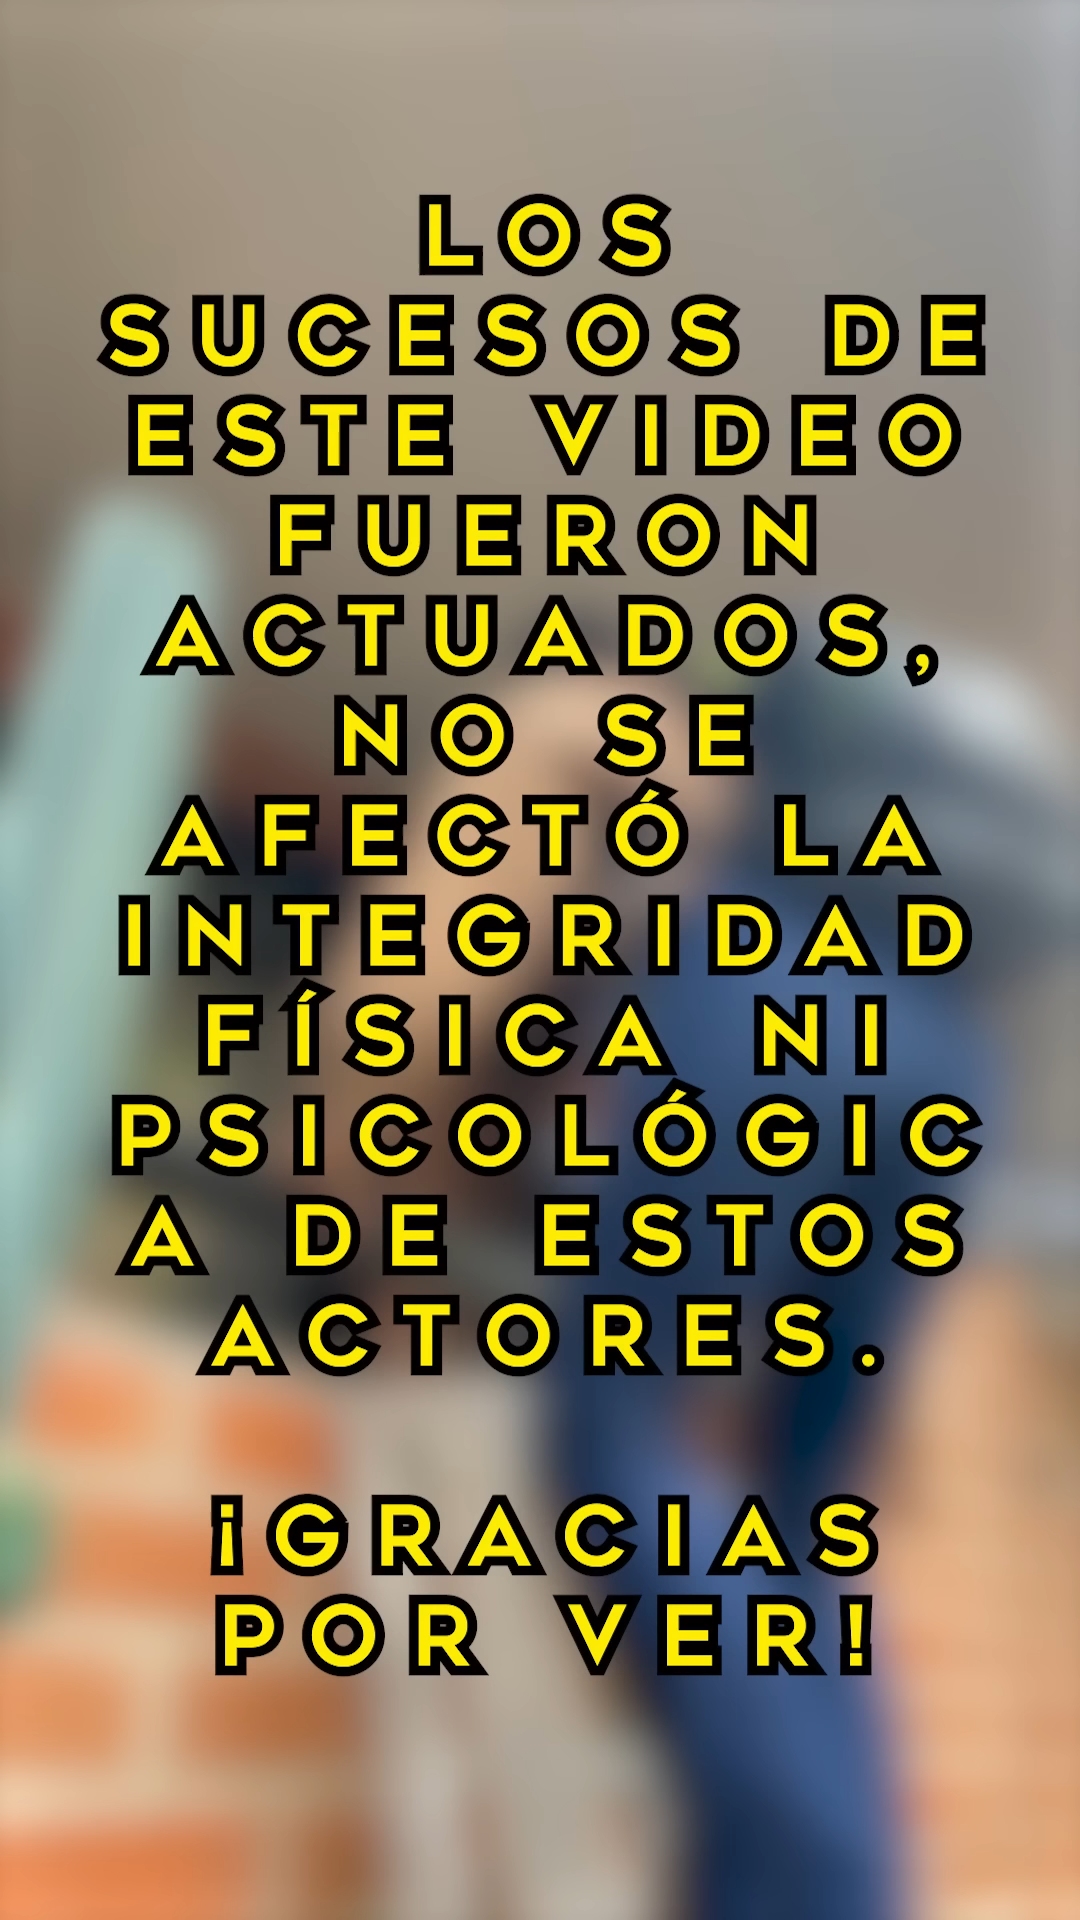 LOS
SUCESOS DE
ESTE VIDEO
FUERON
ACTUADOS,
NO SE
AFECTÓ LA
INTEGRIDAD
FÍSICA NI
PSICOLÓGIC
A DE ESTOS
ACTORES.
¡GRACIAS
POR VER!